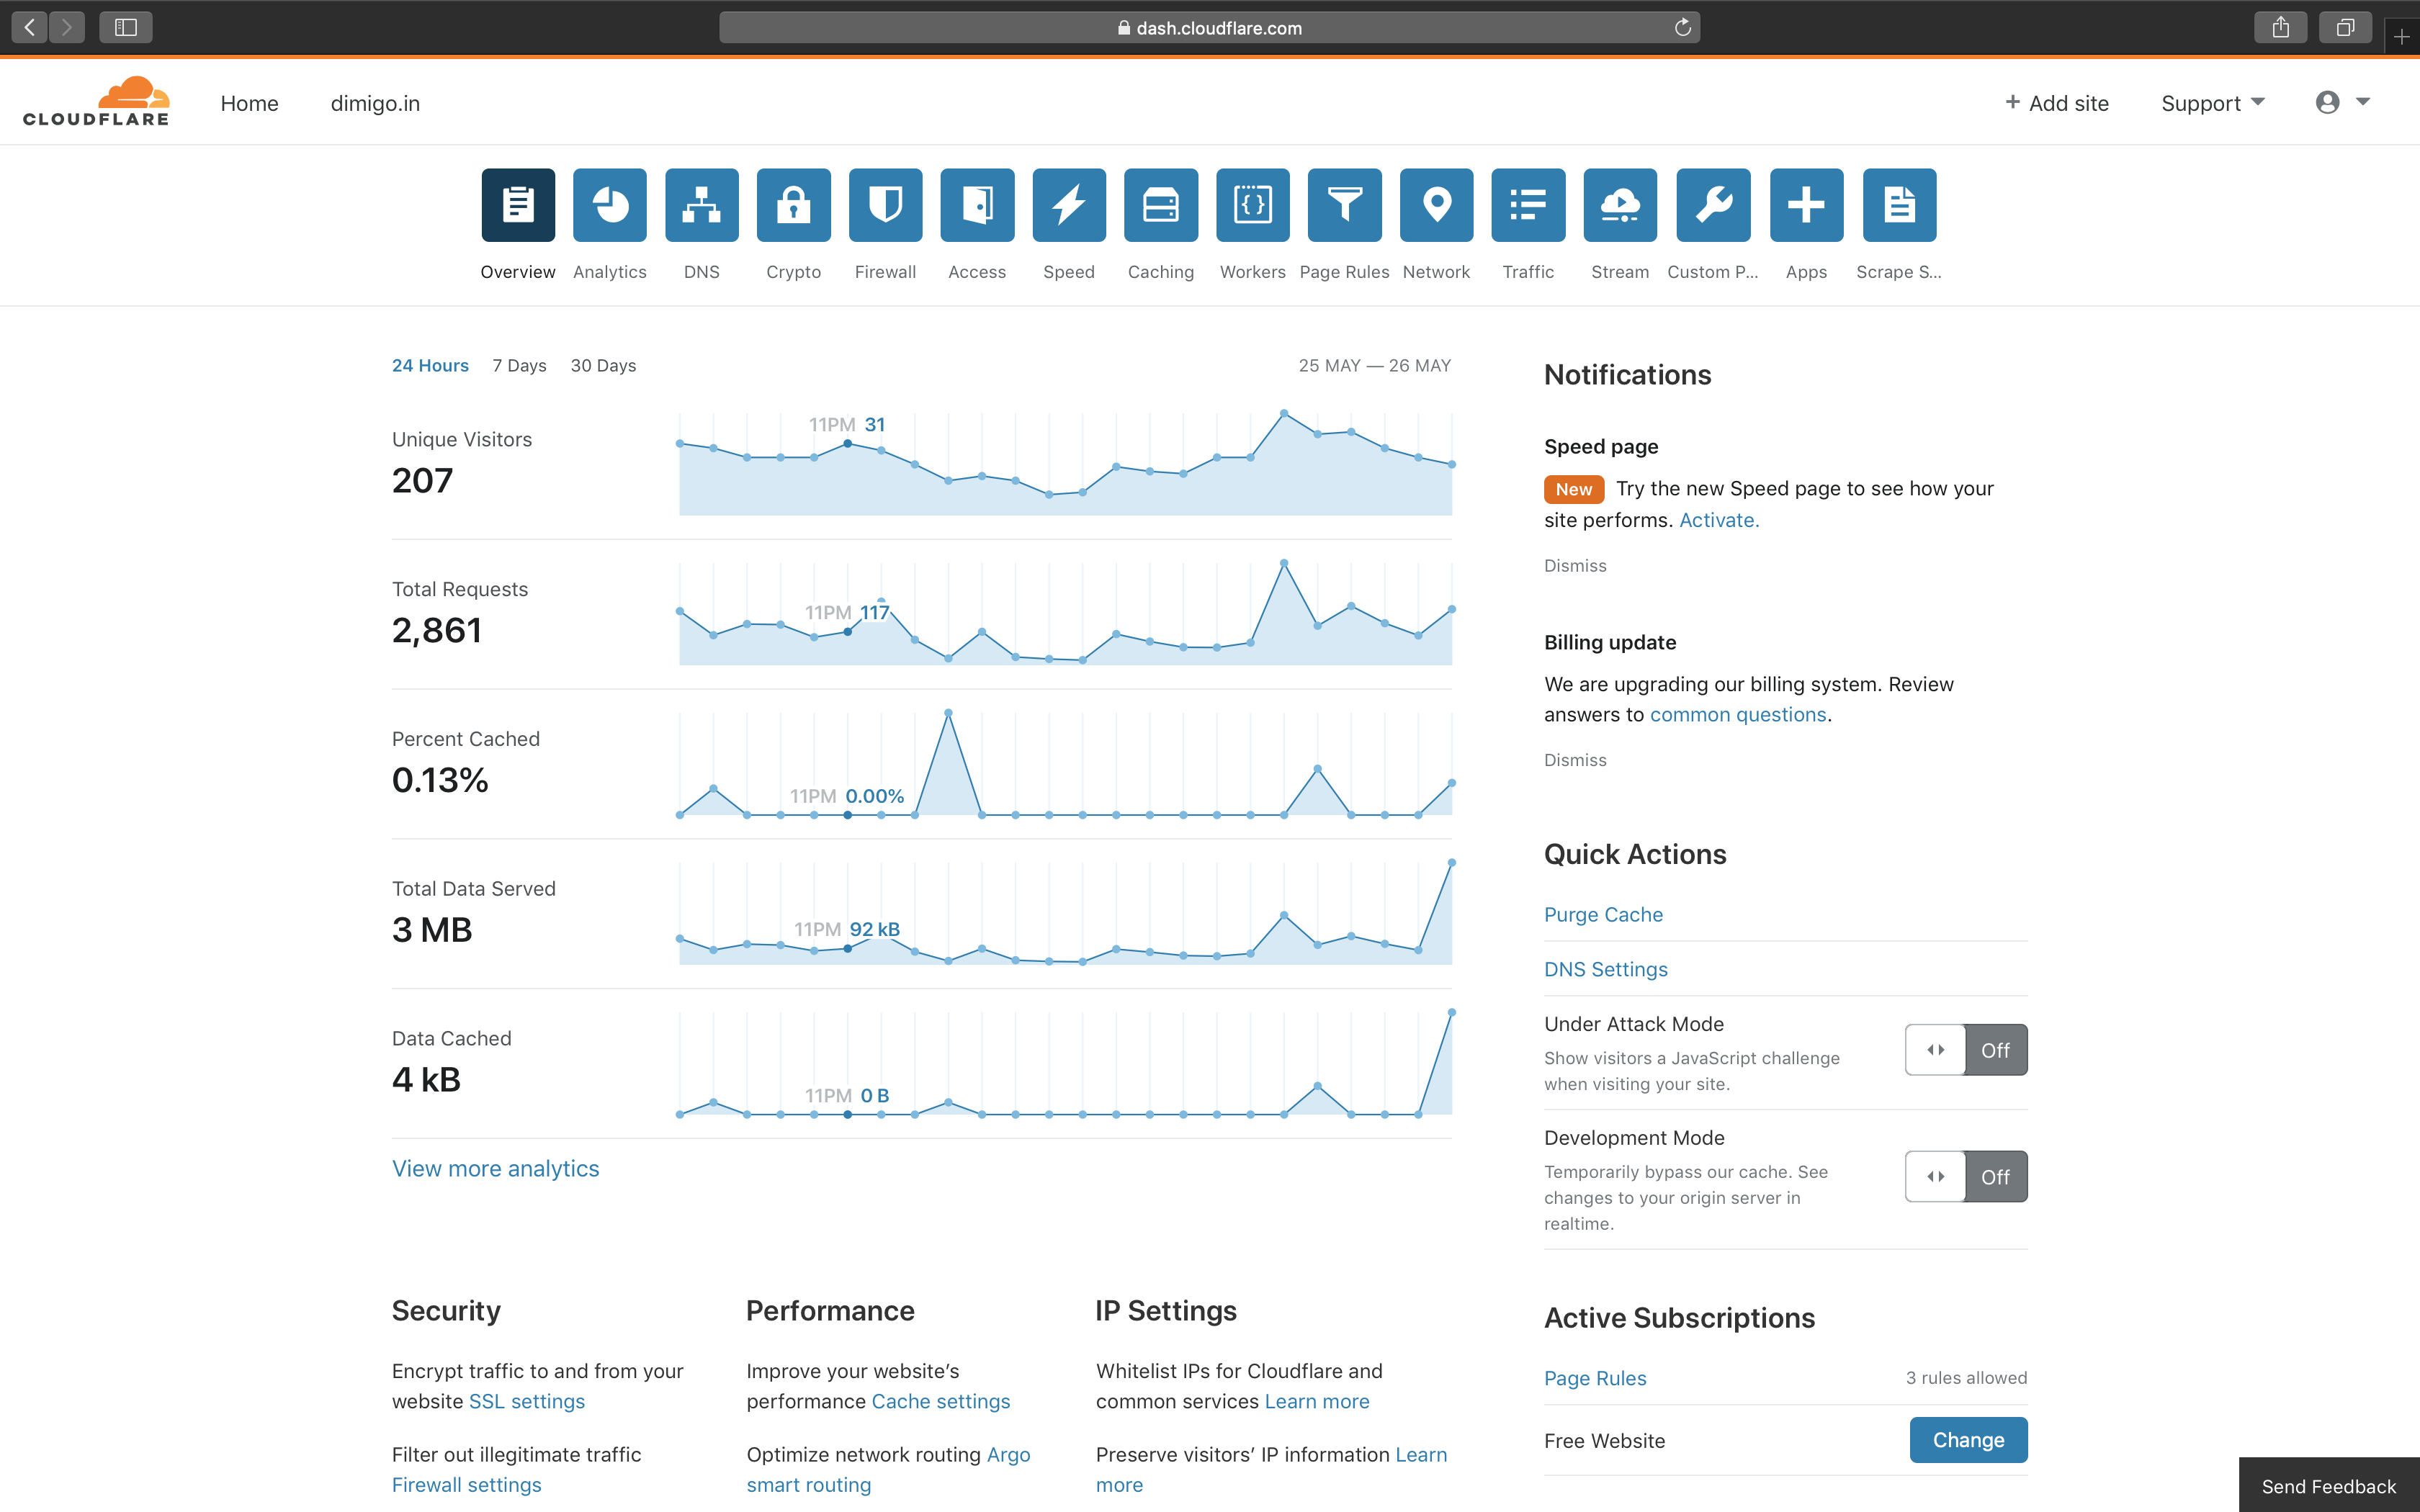 dash.cloudflare.com
CLOUDFLARE
Home
dimigo.in
+ Add site
Support
Overview
Analytics
DNS
Crypto
Firewall
Access
Speed
Caching
Workers
Page Rules
Network
Traffic
Stream
Custom P...
Apps
Scrape S...
24 Hours
7 Days
30 Days
25 MAY — 26 MAY
Unique Visitors
207
11PM 31
Total Requests
2,861
11PM 117
Percent Cached
0.13%
11PM 0.00%
Total Data Served
3 MB
11PM 92 kB
Data Cached
4 kB
11PM 0 B
View more analytics
Notifications
Speed page
New Try the new Speed page to see how your
site performs. Activate.
Dismiss
Billing update
We are upgrading our billing system. Review
answers to common questions.
Dismiss
Quick Actions
Purge Cache
DNS Settings
Under Attack Mode
Show visitors a JavaScript challenge
when visiting your site.
Off
Development Mode
Temporarily bypass our cache. See
changes to your origin server in
realtime.
Off
Security
Encrypt traffic to and from your
website SSL settings
Filter out illegitimate traffic
Firewall settings
Performance
Improve your website's
performance Cache settings
Optimize network routing Argo
smart routing
IP Settings
Whitelist IPs for Cloudflare and
common services Learn more
Preserve visitors' IP information Learn
more
Active Subscriptions
Page Rules
3 rules allowed
Free Website
Change
Send Feedback